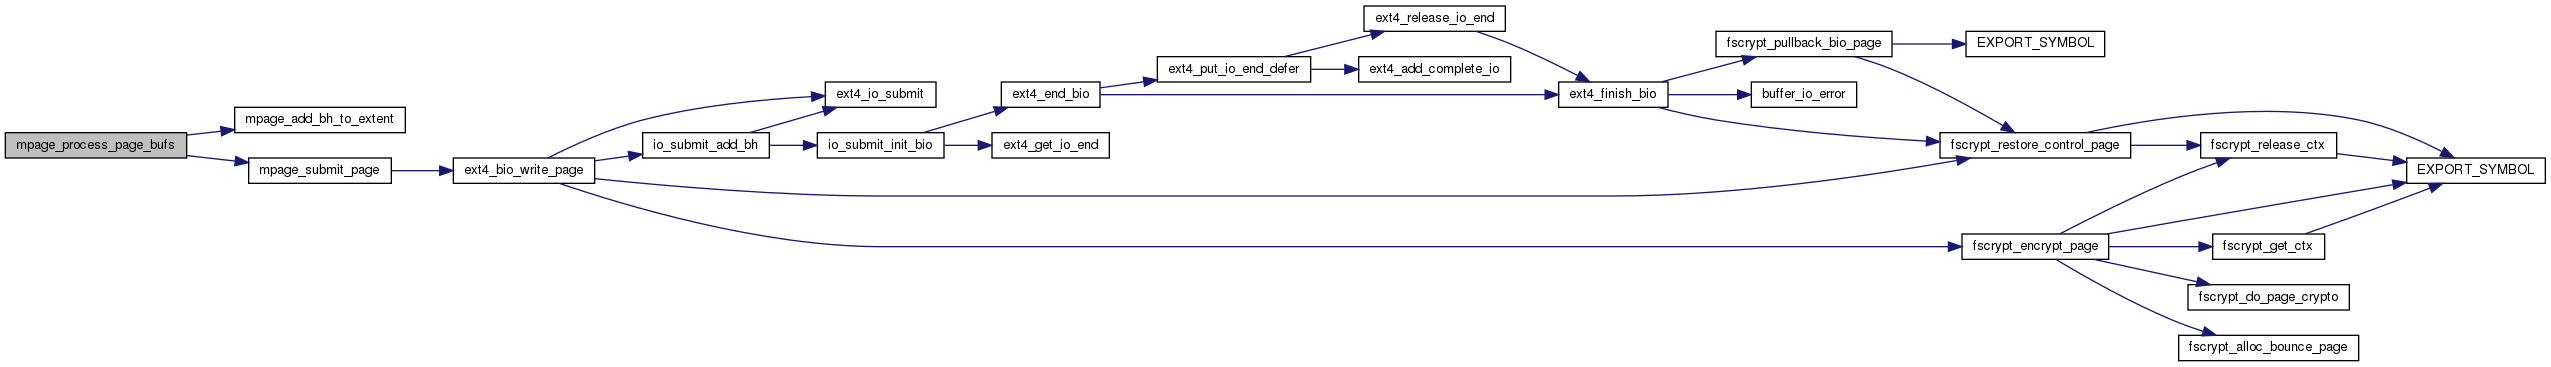 mpage_process_page_bufs
mpage_add_bh_to_extent
mpage_submit_page
ext4_bio_write_page
ext4_io_submit
io_submit_add_bh
io_submit_init_bio
ext4_end_bio
ext4_get_io_end
ext4_put_io_end_defer
ext4_release_io_end
ext4_add_complete_io
ext4_finish_bio
fscrypt_pullback_bio_page
buffer_io_error
EXPORT_SYMBOL
fscrypt_restore_control_page
fscrypt_encrypt_page
fscrypt_release_ctx
fscrypt_get_ctx
fscrypt_do_page_crypto
fscrypt_alloc_bounce_page
EXPORT_SYMBOL